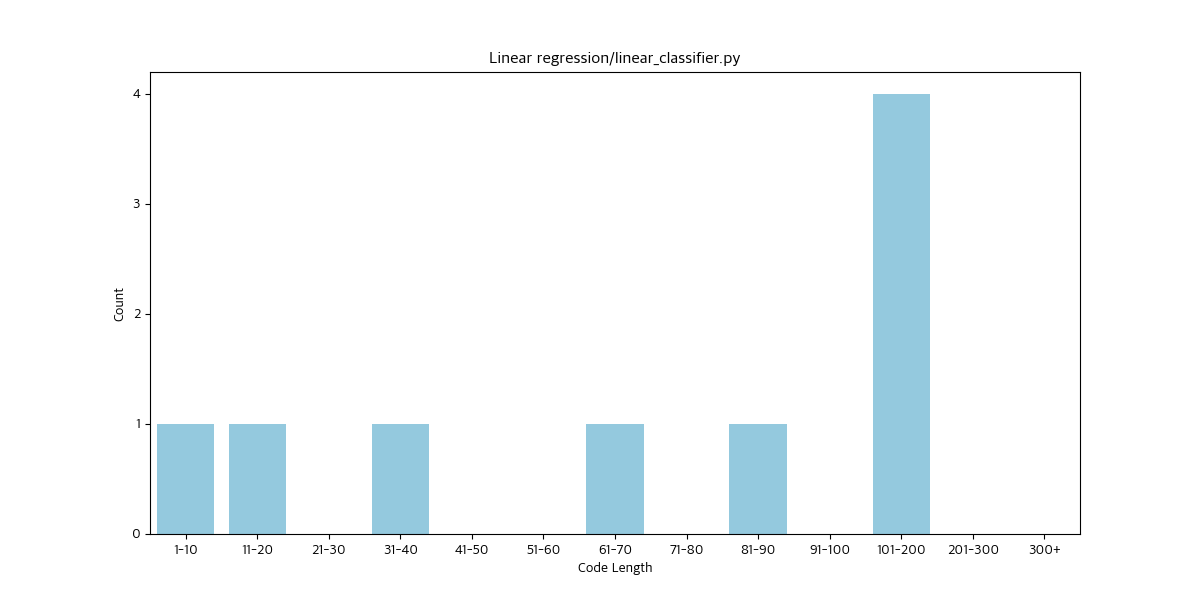 Linear regression/linear_classifier.py
4
3
2
1
0
Count
1-10 11-20 21-30 31-40 41-50 51-60 61-70 71-80 81-90 91-100 101-200 201-300 300+
Code Length